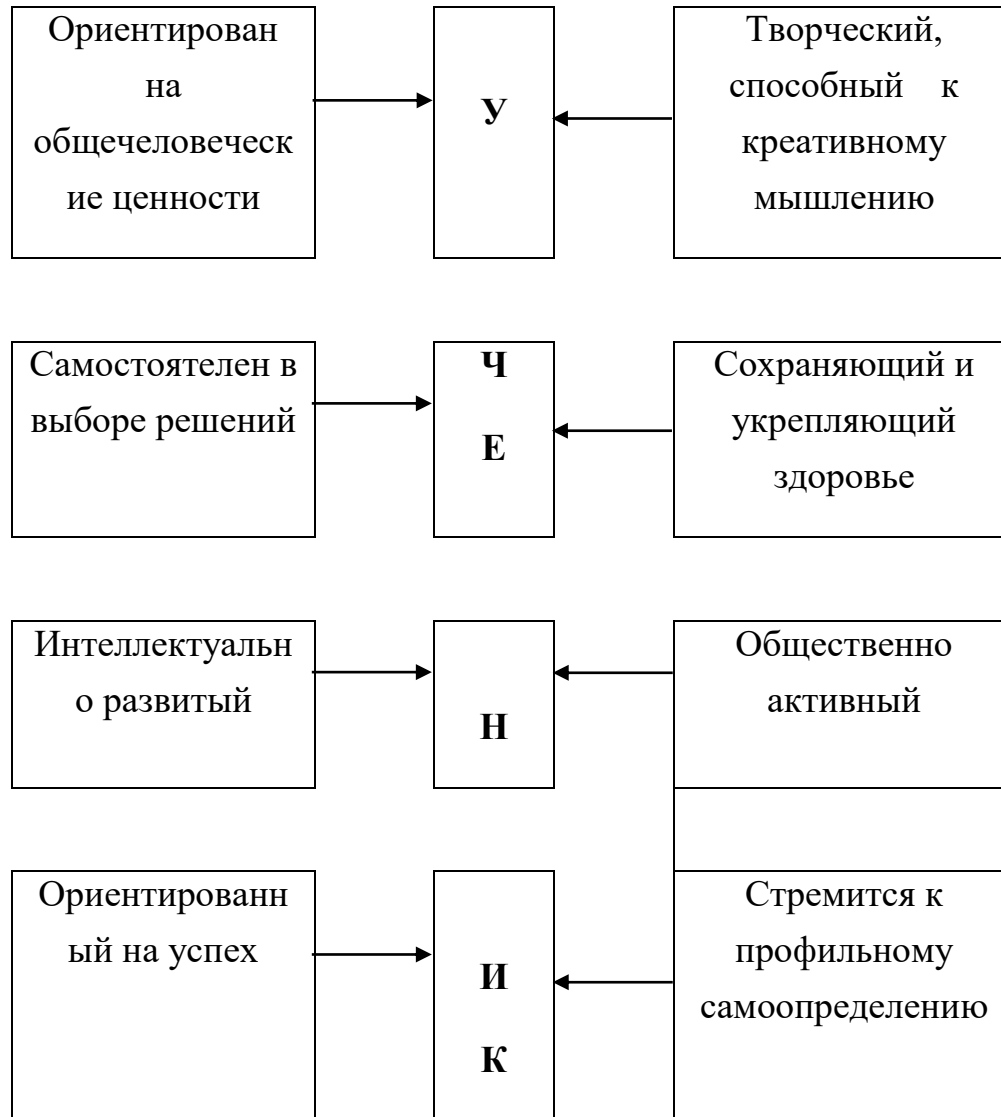 Ориентирован
на
общечеловеческ
ие ценности
У
Творческий,
способный к
креативному
мышлению
Самостоятелен в
выборе решений
Ч
Е
Сохраняющий и
укрепляющий
здоровье
Интеллектуальн
о развитый
Н
Общественно
активный
Ориентированн
ый на успех
И
К
Стремится к
профильному
самоопределению